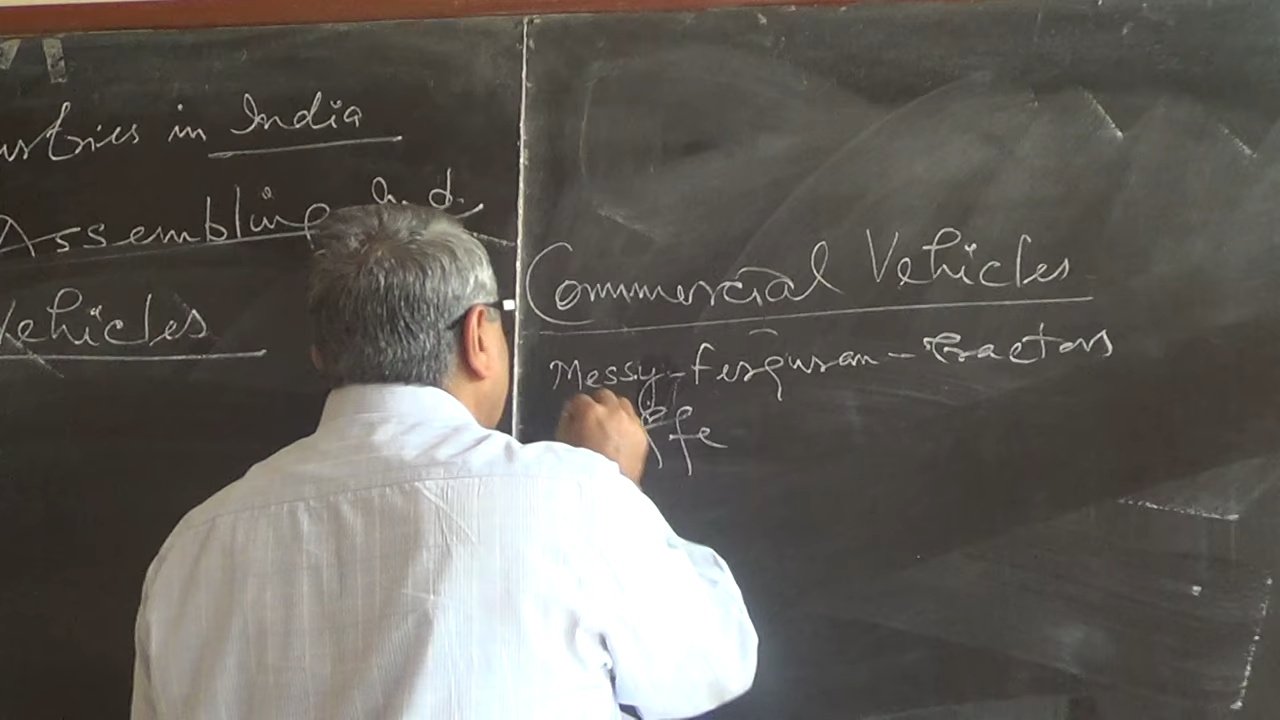 ustries in India
Assembling
Vehicles
Commercial Vehicles
Messy-Ferguson-Tractors